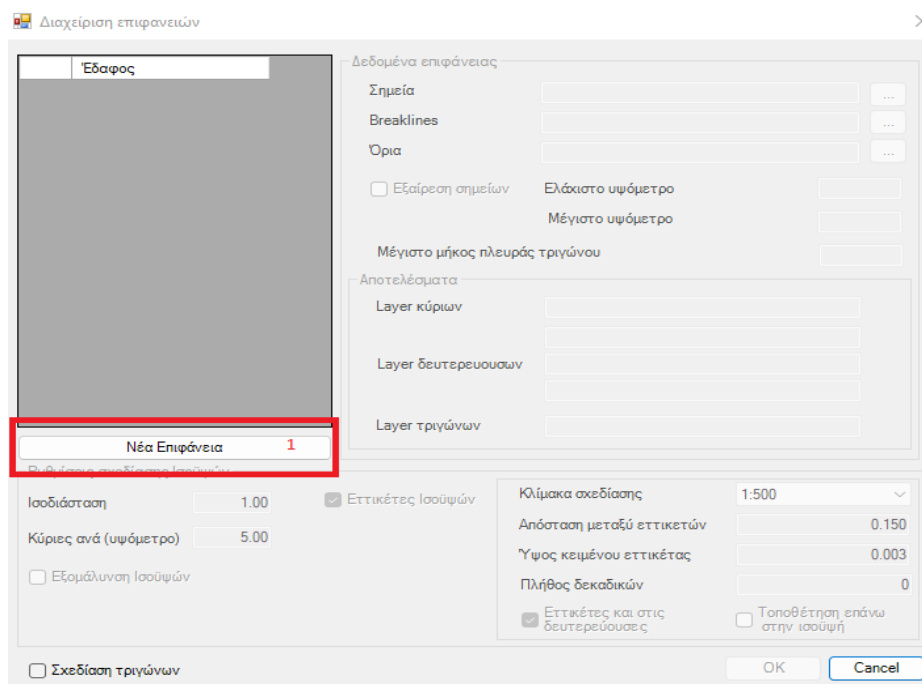 Διαχείριση επιφανειών
Έδαφος
Νέα Επιφάνεια 1
Δεδομένα επιφάνειας
Σημεία ...
Breaklines ...
Όρια ...
Εξαίρεση σημείων Ελάχιστο υψόμετρο
Μέγιστο υψόμετρο
Μέγιστο μήκος πλευράς τριγώνου
Αποτελέσματα
Layer κύριων
Layer δευτερευουσων
Layer τριγώνων
Ρυθμίσεις σχεδίασης Ισοϋψών
Ισοδιάσταση 1.00
Κύριες ανά (υψόμετρο) 5.00
Εξομάλυνση Ισοϋψών
Εττικέτες Ισοϋψών
Κλίμακα σχεδίασης 1:500
Απόσταση μεταξύ εττικετών 0.150
Ύψος κειμένου εττικέτας 0.003
Πλήθος δεκαδικών 0
Εττικέτες και στις
δευτερεύουσες
Τοποθέτηση επάνω
στην ισοϋψή
Σχεδίαση τριγώνων
OK Cancel